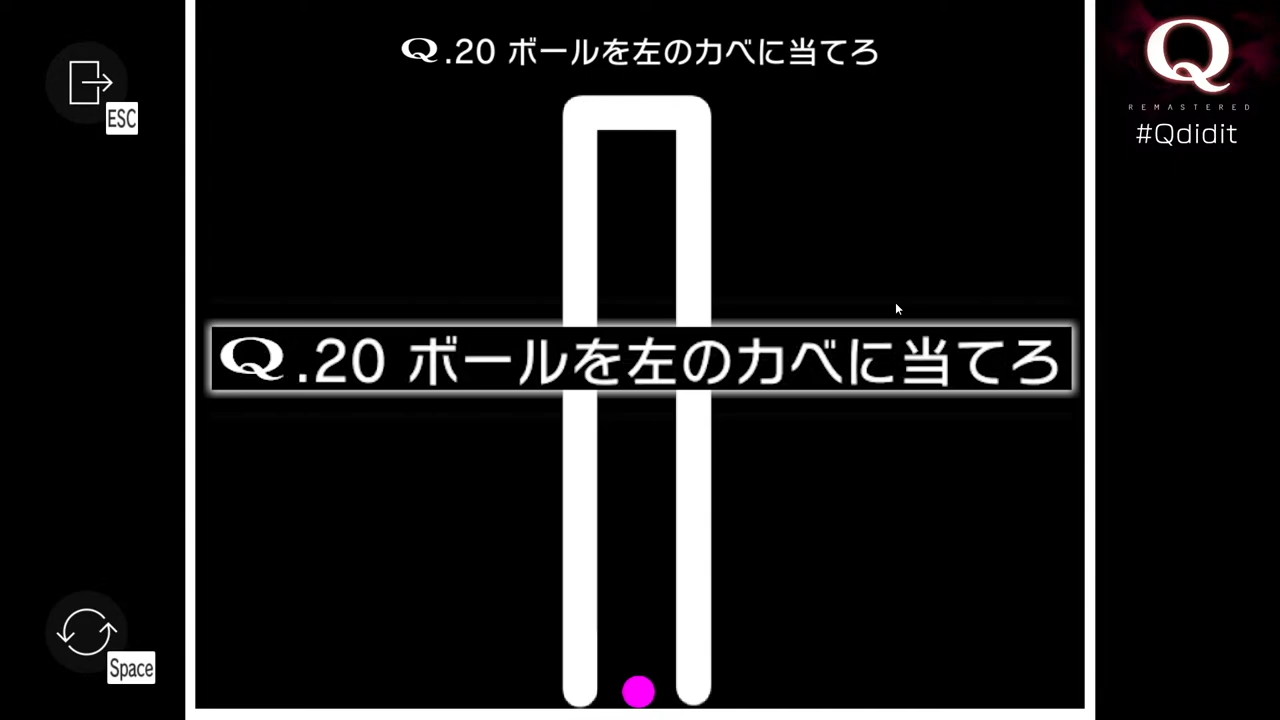 Q.20 ボールを左のカベに当てろ
ESC
Q
REMASTERED
#Qdidit
Q.20 ボールを左のカベに当てろ
Space